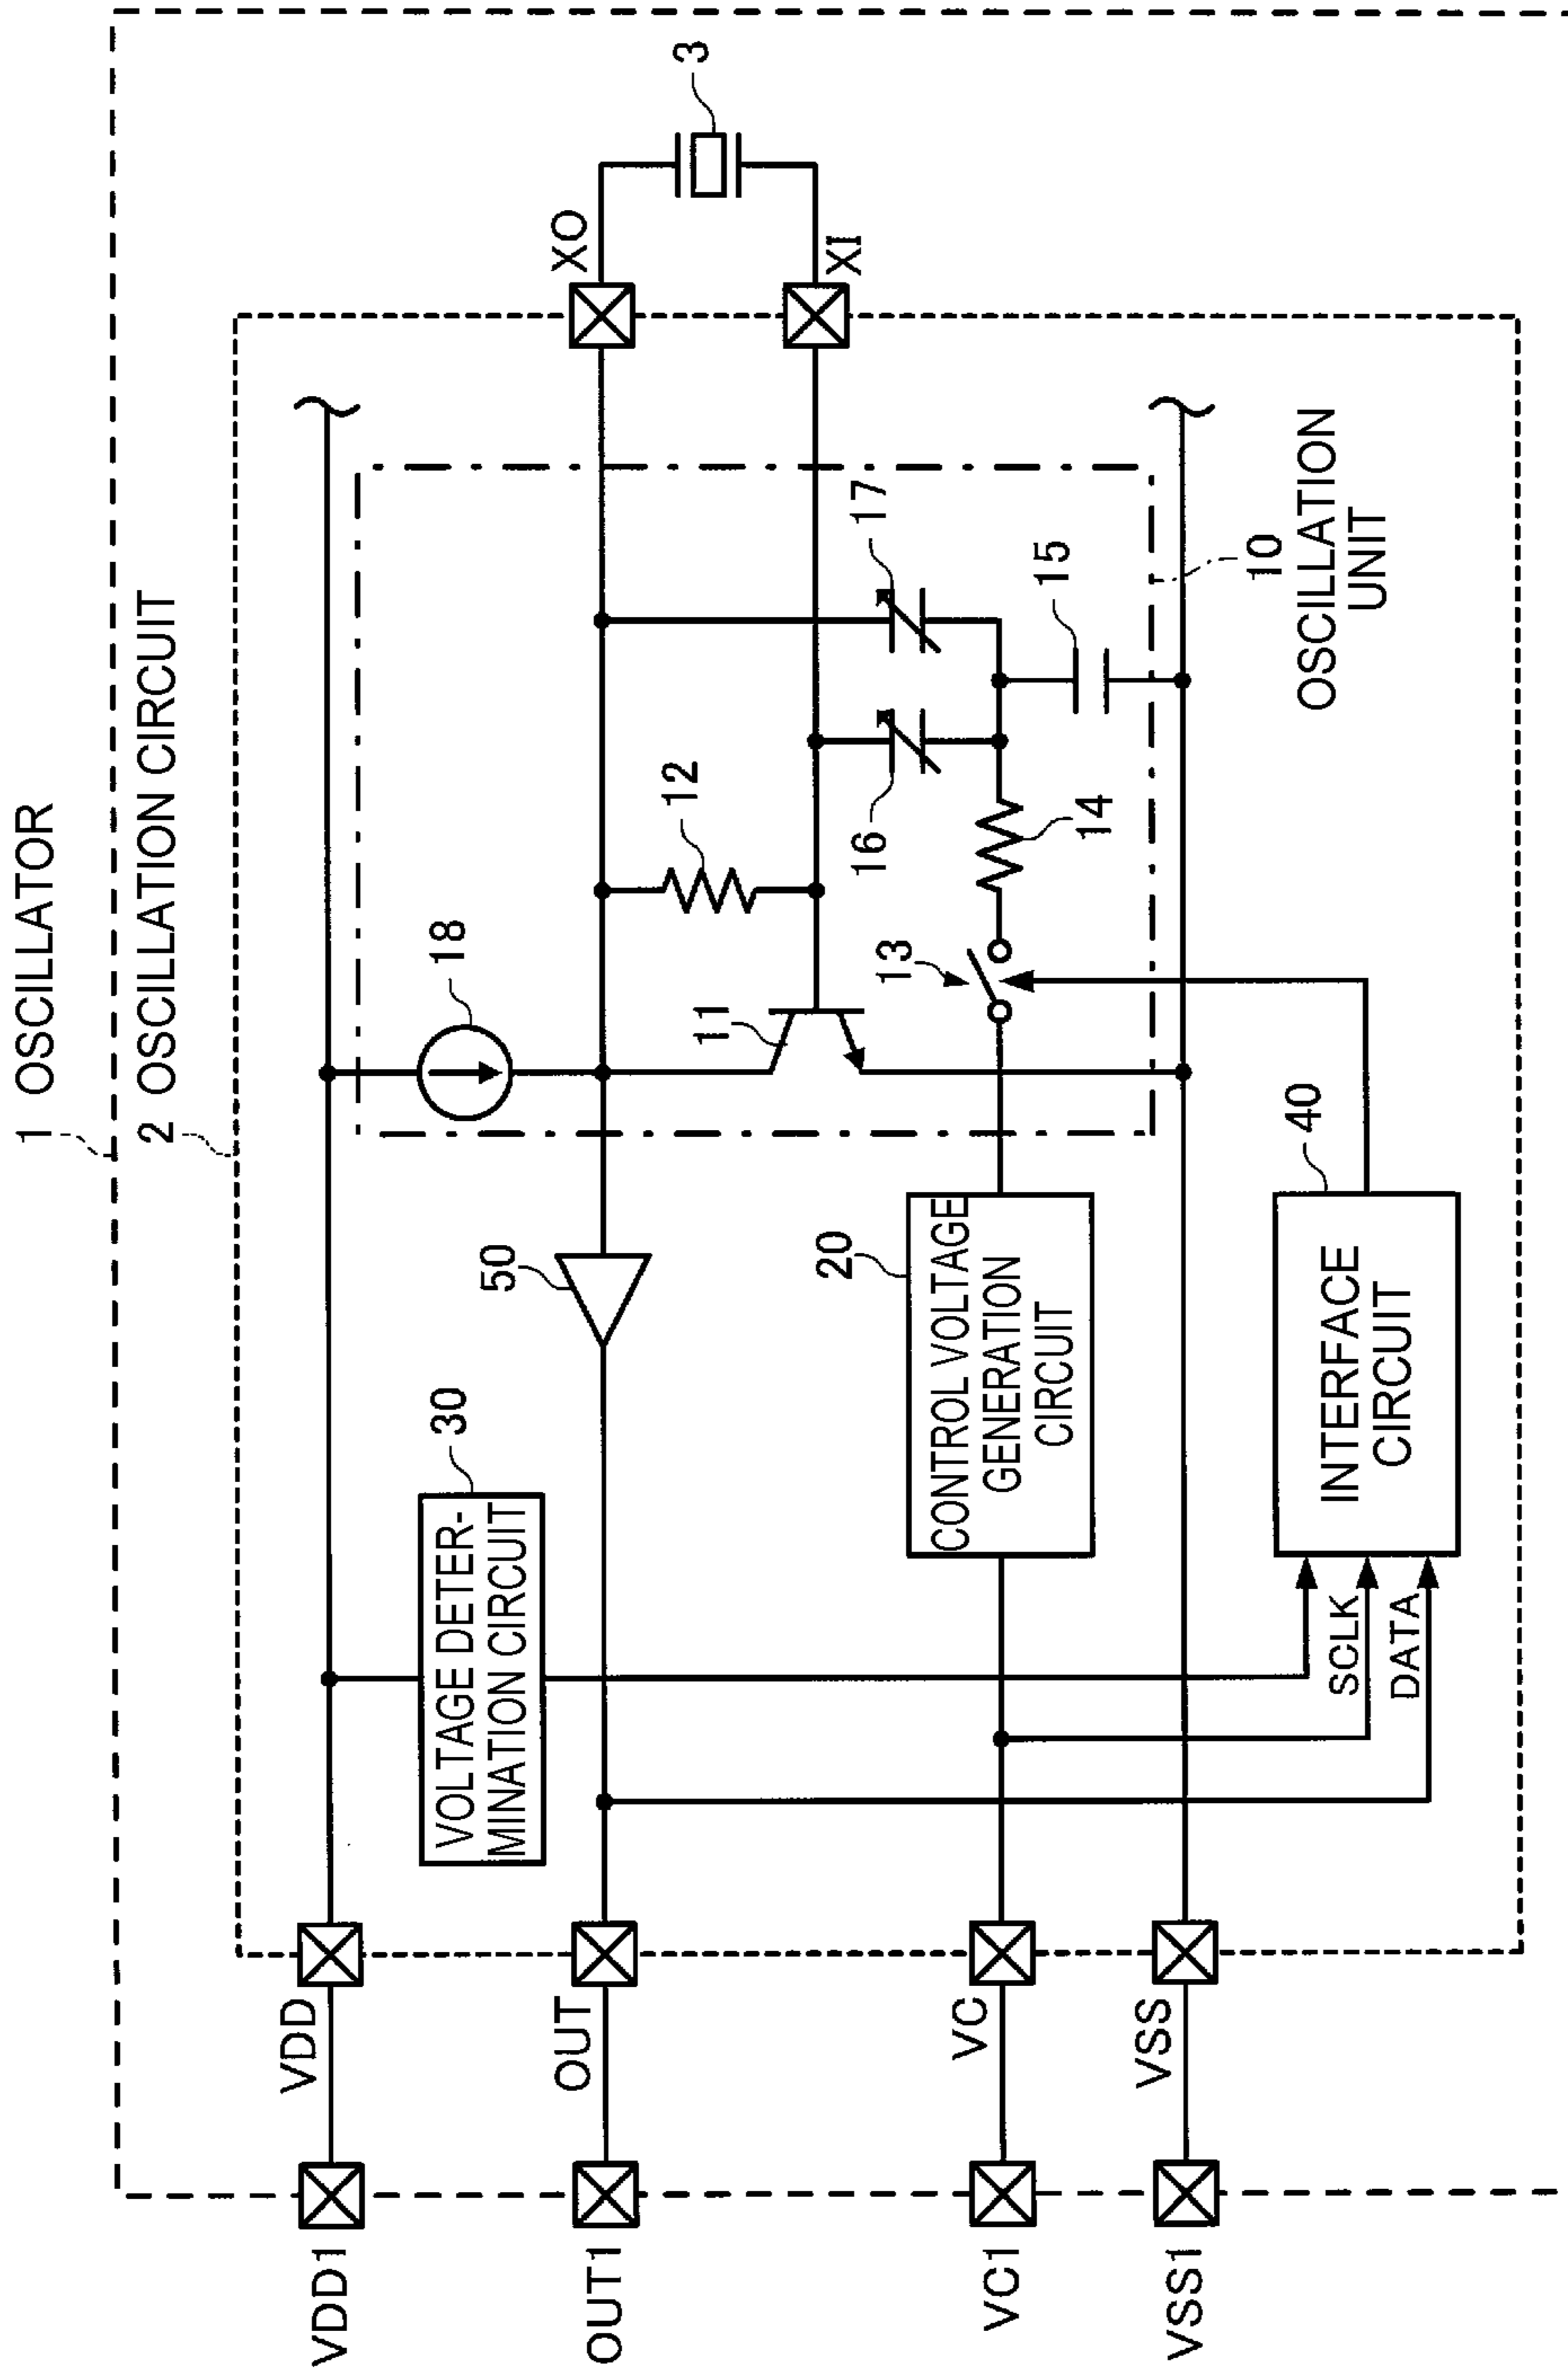 1 OSCILLATOR
2 OSCILLATION CIRCUIT
VDD1
VDD
OUT1
OUT
VC1
VC
VSS1
VSS
30
VOLTAGE DETER-
MINATION CIRCUIT
50
18
11
12
XO
XI
3
20
CONTROL VOLTAGE
GENERATION
CIRCUIT
13
14
16
17
15
10
OSCILLATION
UNIT
SCLK
DATA
40
INTERFACE
CIRCUIT